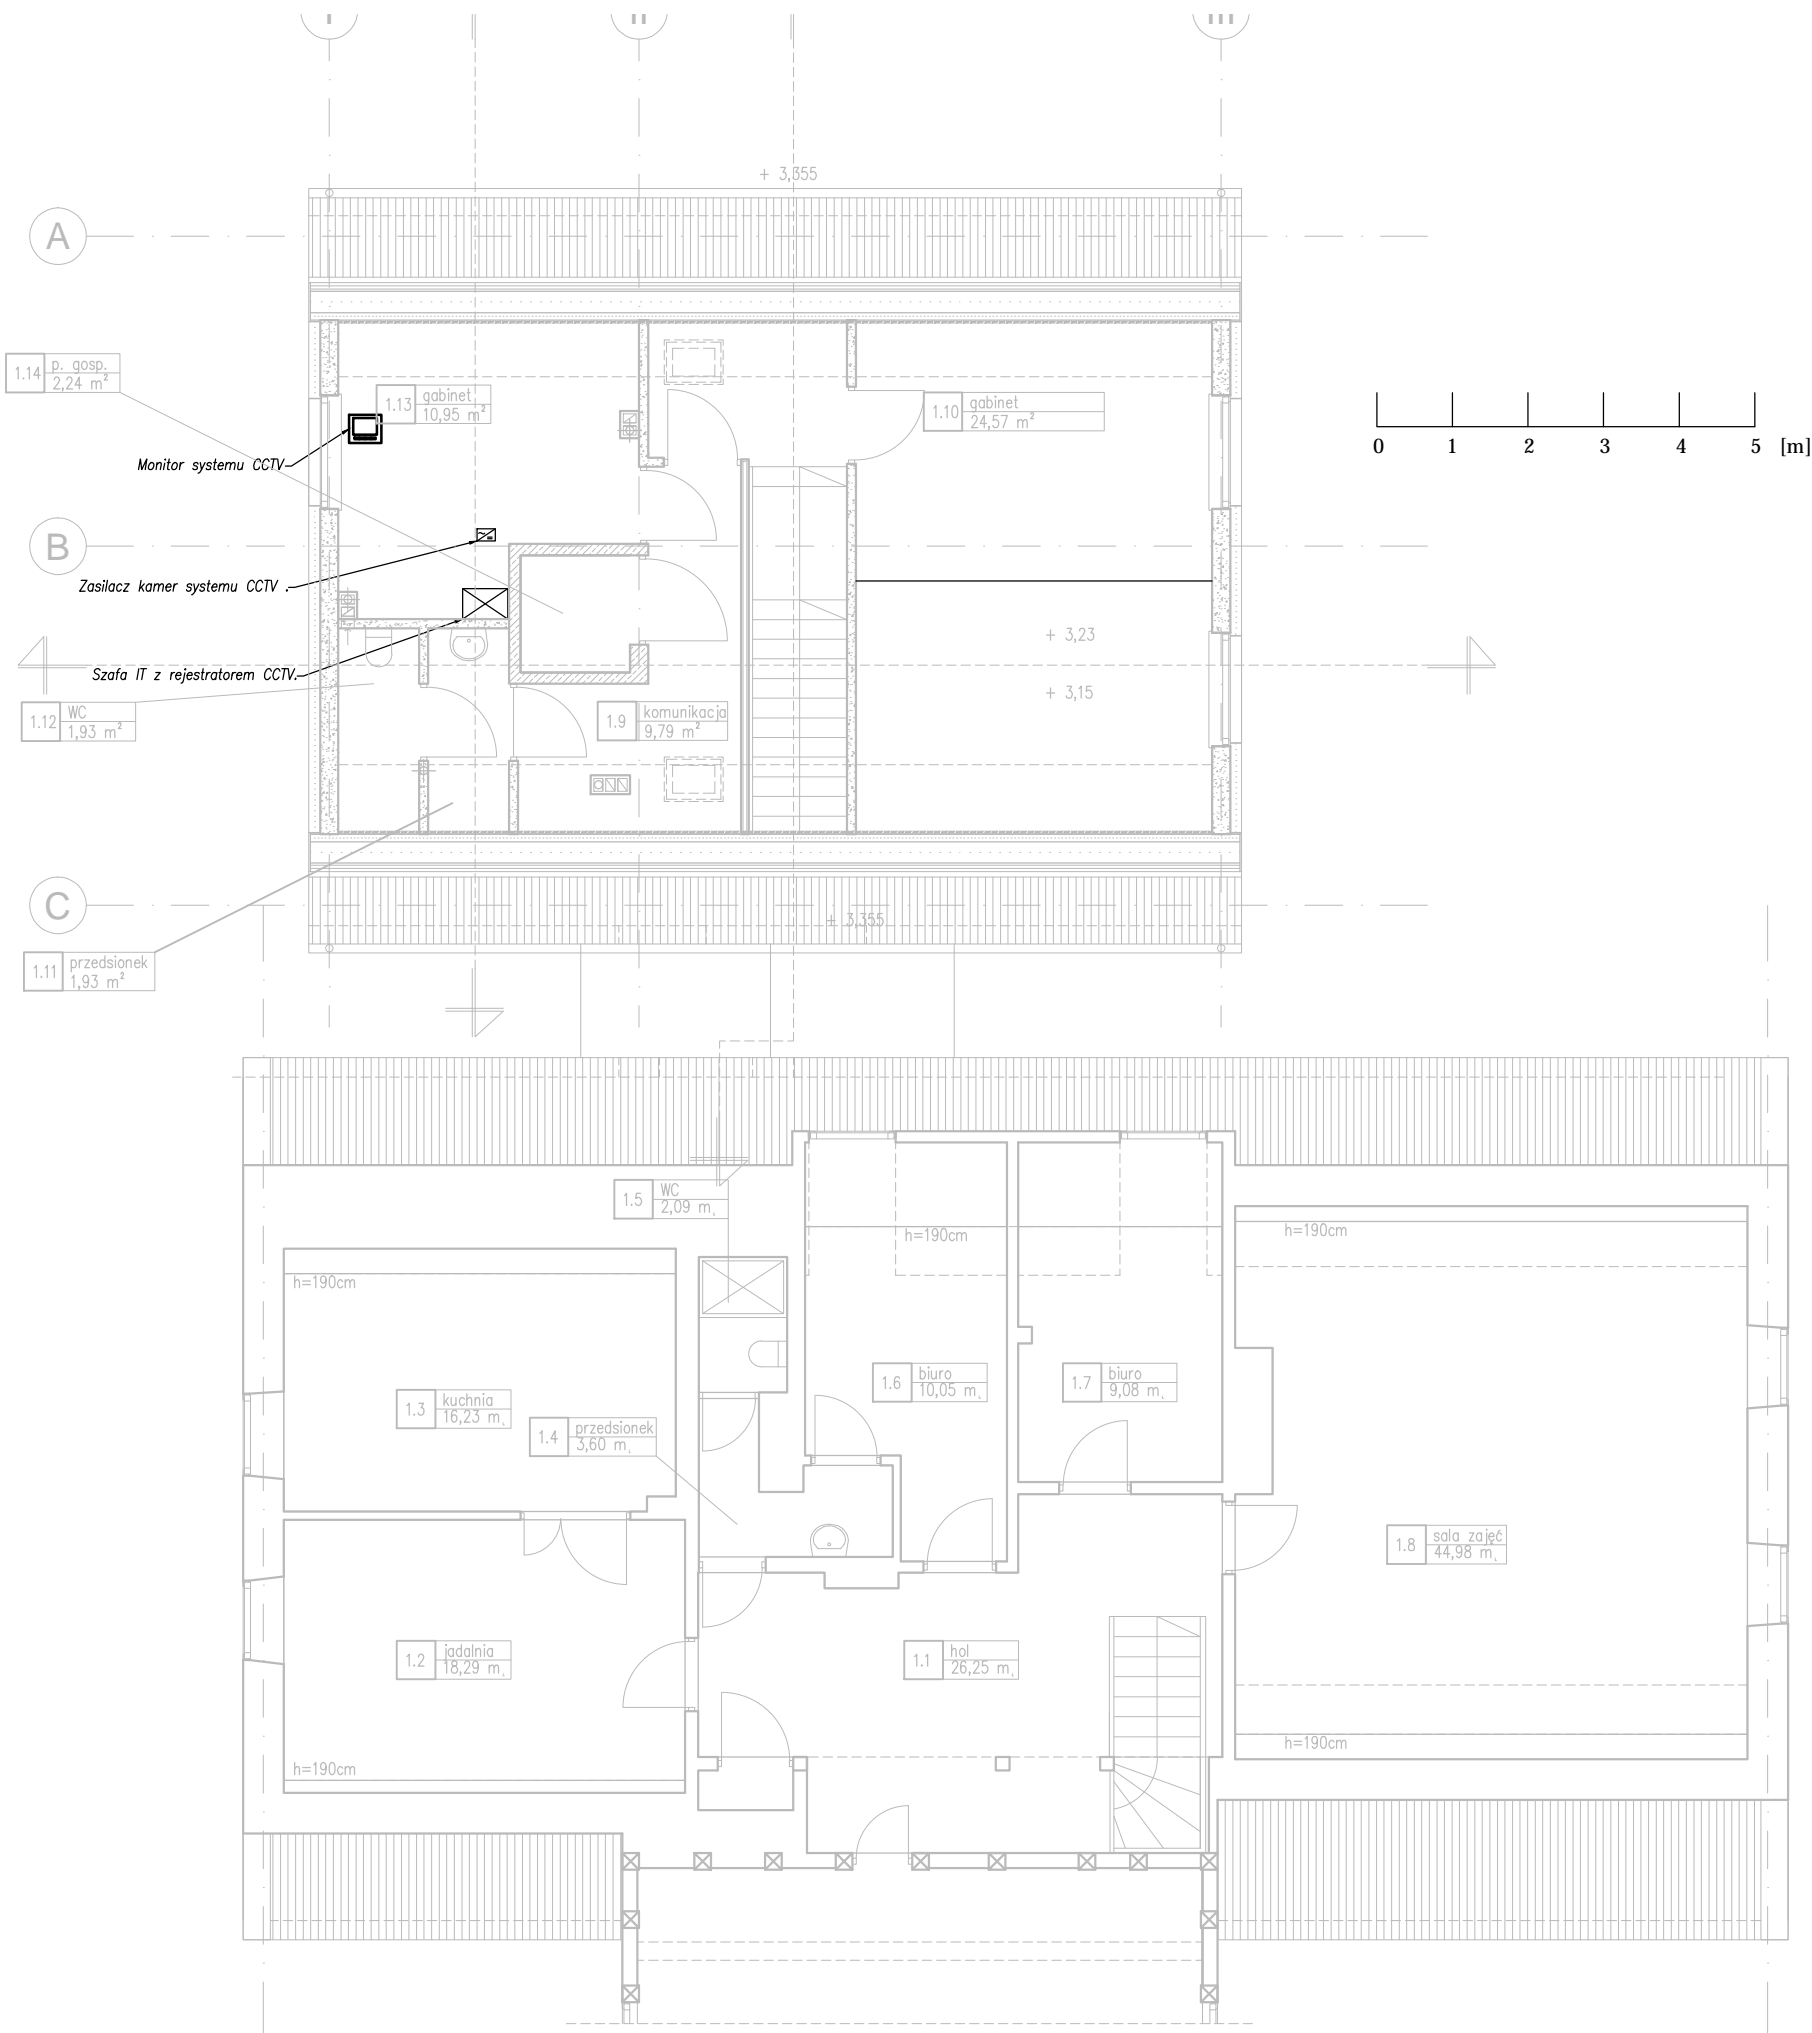 I
II
III
+ 3,355
A
1.14
p. gosp.
2,24 m²
1.13
gabinet
10,95 m²
1.10
gabinet
24,57 m²
0 1 2 3 4 5 [m]
Monitor systemu CCTV
B
Zasilacz kamer systemu CCTV .
+ 3,23
Szafa IT z rejestratorem CCTV.
+ 3,15
1.12
WC
1,93 m²
1.9
komunikacja
9,79 m²
C
+ 3,355
1.11
przedsionek
1,93 m²
1.5
WC
2,09 m
h=190cm
h=190cm
h=190cm
1.6
biuro
10,05 m
1.7
biuro
9,08 m
1.3
kuchnia
16,23 m
1.4
przedsionek
3,60 m
1.8
sala zajęć
44,98 m
1.2
jadalnia
18,29 m
1.1
hol
26,25 m
h=190cm
h=190cm